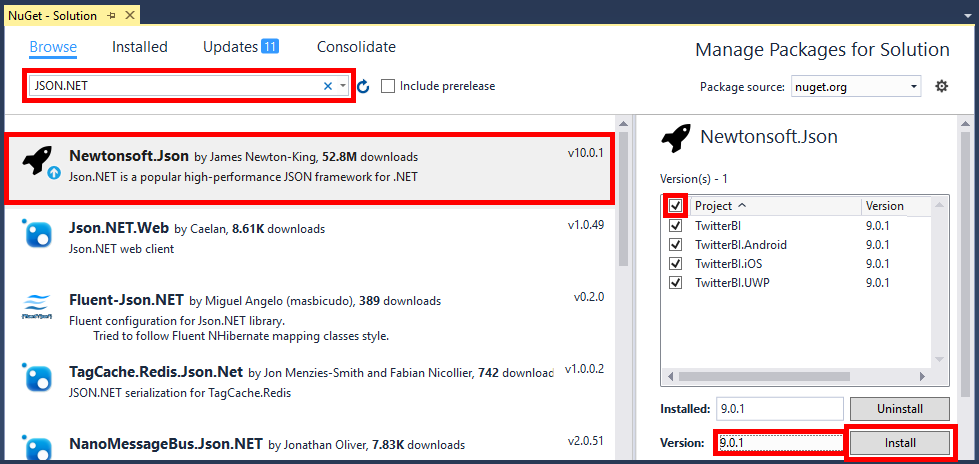 NuGet - Solution
Browse Installed Updates 11 Consolidate
Manage Packages for Solution
JSON.NET
Include prerelease
Package source: nuget.org
Newtonsoft.Json by James Newton-King, 52.8M downloads v10.0.1
Json.NET is a popular high-performance JSON framework for .NET
Json.NET.Web by Caelan, 8.61K downloads v1.0.49
Json.NET web client
Fluent-Json.NET by Miguel Angelo (masbicudo), 389 downloads v0.2.0
Fluent configuration for Json.NET library.
Tried to follow Fluent NHibernate mapping classes style.
TagCache.Redis.Json.Net by Jon Menzies-Smith and Fabian Nicollier, 742 download v1.0.0.2
JSON.NET serialization for TagCache.Redis
NanoMessageBus.Json.NET by Jonathan Oliver, 7.83K downloads v2.0.51
Newtonsoft.Json
Version(s) - 1
Project Version
TwitterBI 9.0.1
TwitterBI.Android 9.0.1
TwitterBI.iOS 9.0.1
TwitterBI.UWP 9.0.1
Installed: 9.0.1 Uninstall
Version: 9.0.1 Install